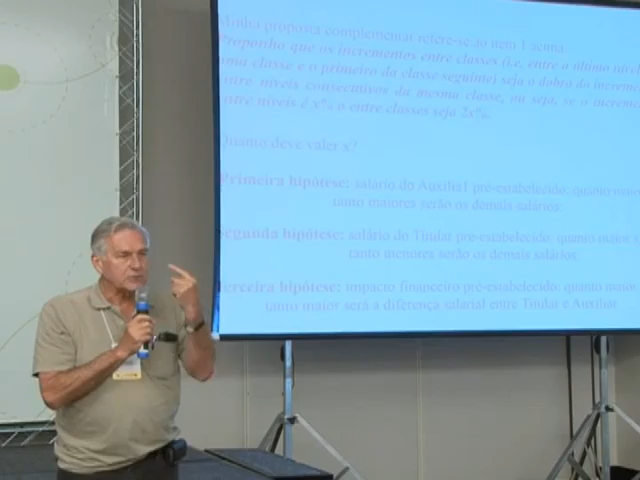 Minha proposta complementar refere-se ao item 1 acima
Proponho que os incrementos entre classes (i.e. entre o último nível
uma classe e o primeiro da classe seguinte) seja o dobro do
entre níveis consecutivos da mesma classe, ou seja, se o
entre níveis é x% o entre classes seja 2x%.
Quanto deve valer x?
Primeira hipótese: salário do Auxiliar pré-estabelecido: quanto
tanto maiores serão os demais salários.
Segunda hipótese: salário do Titular pré-estabelecido: quanto maior
tanto menores serão os demais salários.
Terceira hipótese: impacto financeiro pré-estabelecido: quanto maior
tanto maior será a diferença salarial entre Titular e Auxiliar